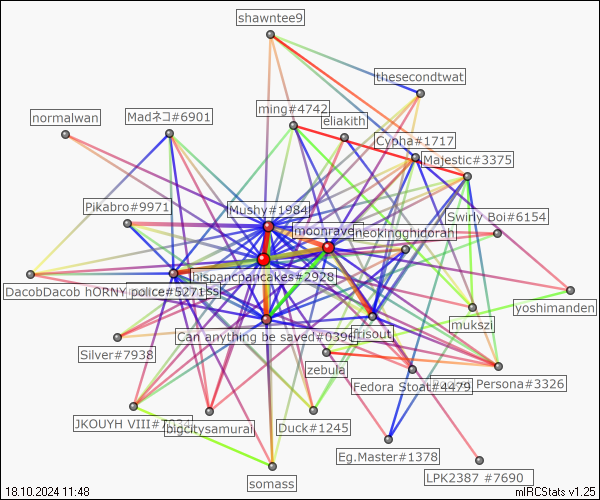 shawntee9
thesecondtwat
ming#4742
normalwan
Madネコ#6901
eliakith
Cypha#1717
Majestic#3375
Pikabro#9971
Mushy#1984
Swirly Boi#6154
moonraven
neokingghidorah
hispancpancakes#2928
DacobDacob
hORNY police#5271
yoshimanden
mukszi
Can anything be saved#0396
frisout
Silver#7938
zebula
Fedora Stoat#4479
Persona#3326
JKOUYH VIII#7034
bigcitysamurai
Duck#1245
Eg.Master#1378
somass
LPK2387 #7690
18.10.2024 11:48
mIRCStats v1.25